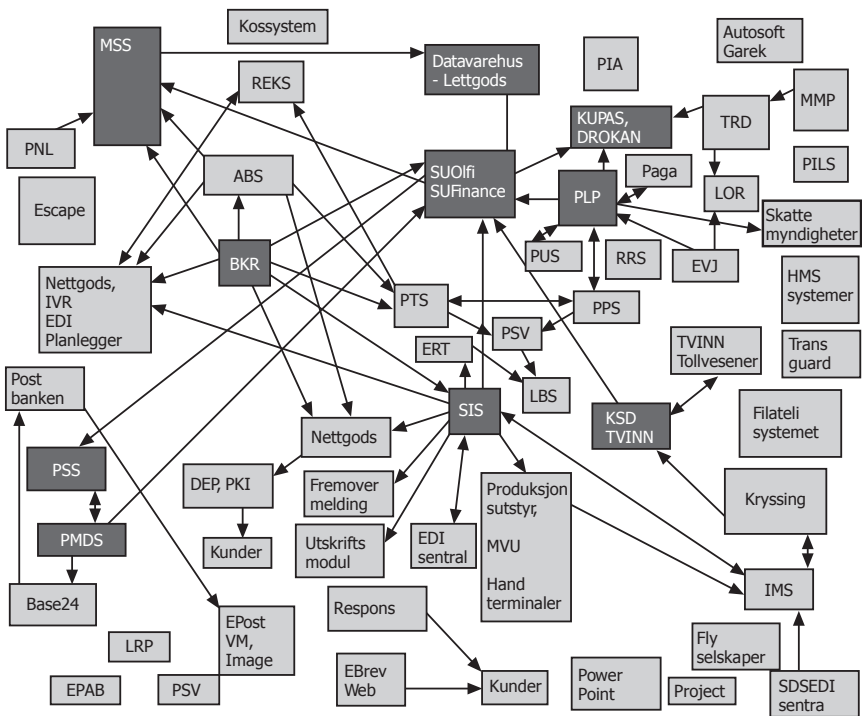 Kossystem
MSS
Datavarehus
- Lettgods
PIA
Autosoft
Garek
REKS
MMP
KUPAS,
DROKAN
TRD
PNL
PILS
ABS
SUOlfi
SUFinance
Paga
PLP
LOR
Escape
Skatte
myndigheter
BKR
PUS
RRS
EVJ
Nettgods,
IVR
EDI
Planlegger
HMS
systemer
PTS
PPS
PSV
ERT
TVINN
Tollvesener
Trans
guard
Post
banken
LBS
SIS
KSD
TVINN
Filateli
systemet
Nettgods
PSS
DEP, PKI
Fremover
melding
Produksjon
sutstyr,
MVU
Hand
terminaler
Kryssing
PMDS
Kunder
Utskrifts
modul
EDI
sentral
Base24
IMS
Respons
EPost
VM,
Image
LRP
Fly
selskaper
EBrev
Web
Kunder
Power
Point
Project
SDSEDI
sentra
EPAB
PSV